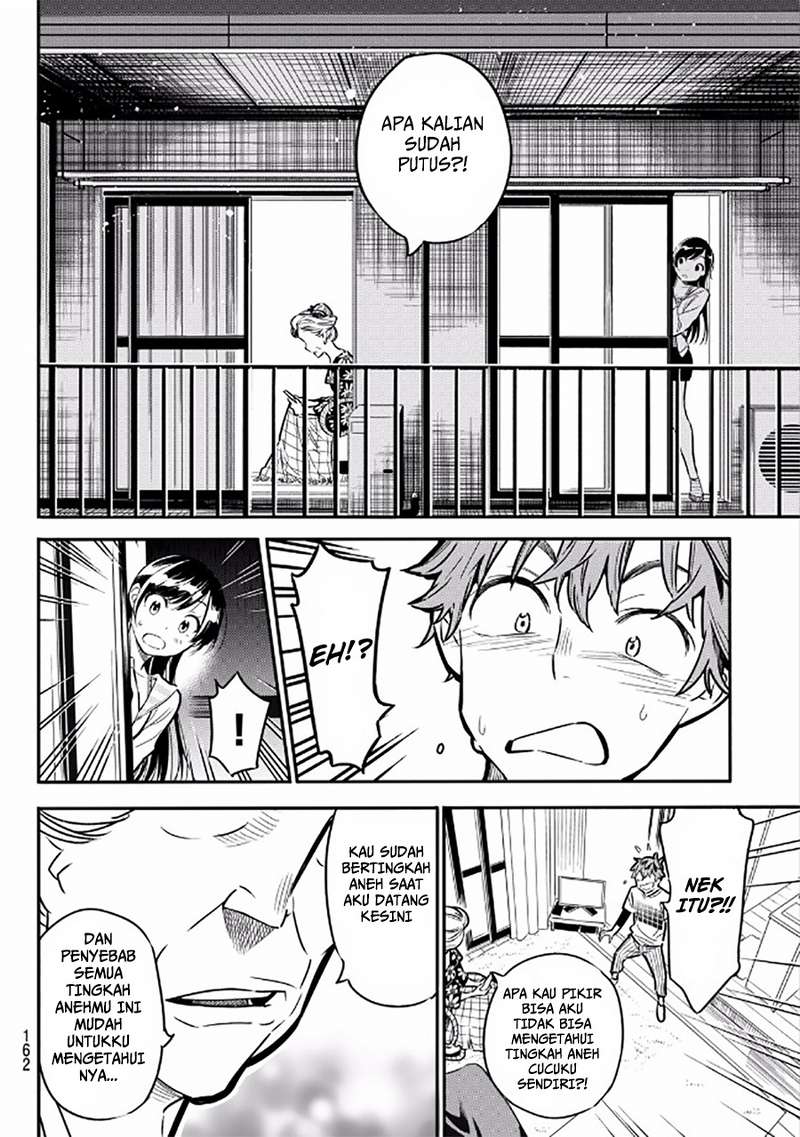 APA KALIAN
SUDAH
PUTUS?!
EH!?
!
NEK
ITU?!!
APA KAU PIKIR
BISA AKU
TIDAK BISA
MENGETAHUI
TINGKAH ANEH
CUCUKU
SENDIRI?!
KAU SUDAH
BERTINGKAH
ANEH SAAT
AKU DATANG
KESINI
DAN
PENYEBAB
SEMUA
TINGKAH
ANEHMU INI
MUDAH
UNTUKKU
MENGETAHUI
NYA...
162